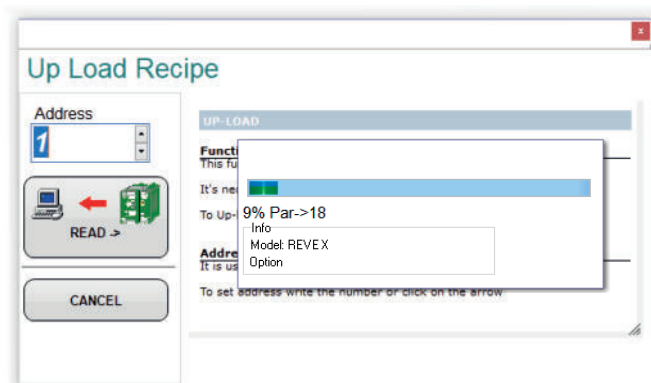 x
Up Load Recipe
Address
1
READ ->
CANCEL
UP-LOAD
Functi
This fu
It's ne
To Up-
9% Par->18
Info
Model: REVEX
Option
Addre
It is us
To set address write the number or click on the arrow